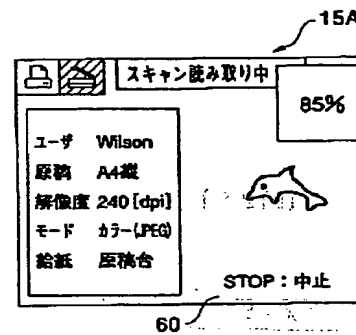 15A
スキャン読み取り中
85%
ユーザ Wilson
原稿 A4縦
解像度 240 [dpi]
モード カラー(JPEG)
給紙 原稿台
STOP：中止
60